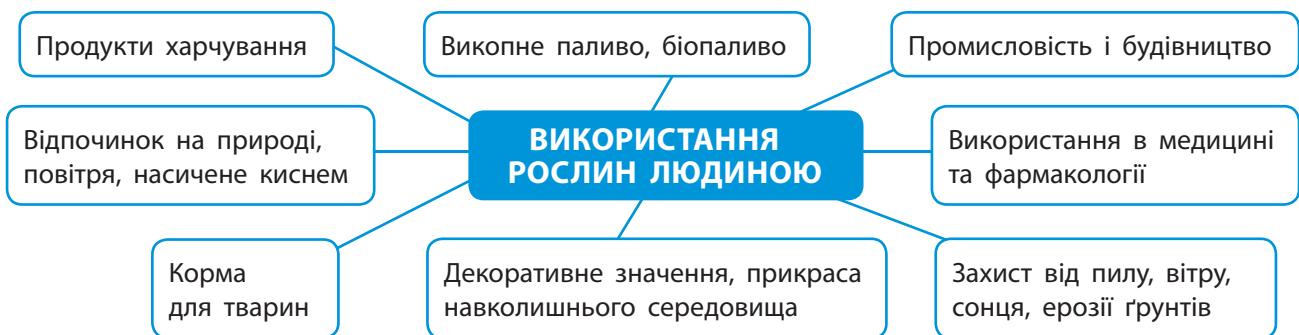 Продукти харчування
Викопне паливо, біопаливо
Промисловість і будівництво
Відпочинок на природі,
повітря, насичене киснем
ВИКОРИСТАННЯ
РОСЛИН ЛЮДИНОЮ
Використання в медицині
та фармакології
Корма
для тварин
Декоративне значення, прикраса
навколишнього середовища
Захист від пилу, вітру,
сонця, ерозії ґрунтів